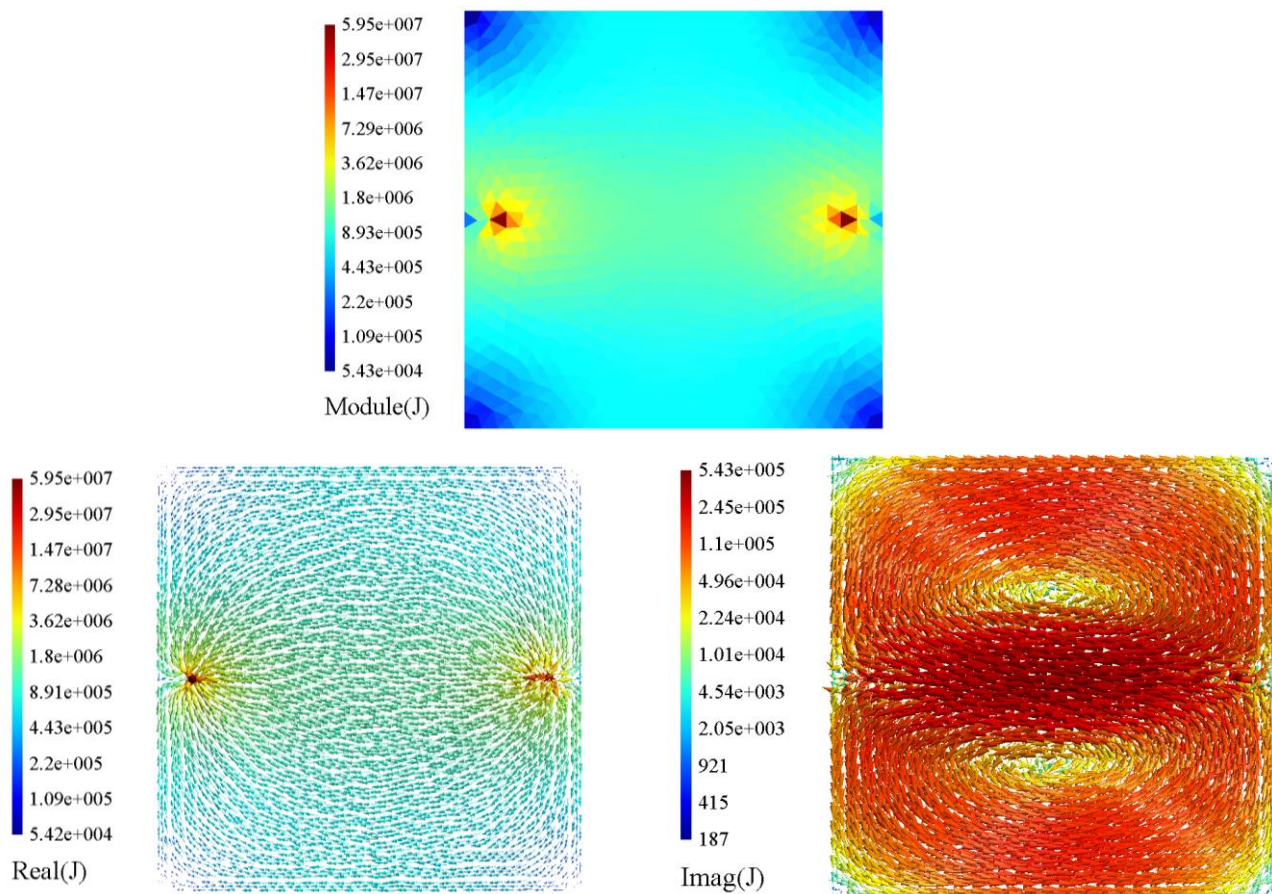 5.95e+007
2.95e+007
1.47e+007
7.29e+006
3.62e+006
1.8e+006
8.93e+005
4.43e+005
2.2e+005
1.09e+005
5.43e+004
Module(J)
5.95e+007
2.95e+007
1.47e+007
7.28e+006
3.62e+006
1.8e+006
8.91e+005
4.43e+005
2.2e+005
1.09e+005
5.42e+004
Real(J)
5.43e+005
2.45e+005
1.1e+005
4.96e+004
2.24e+004
1.01e+004
4.54e+003
2.05e+003
921
415
187
Imag(J)